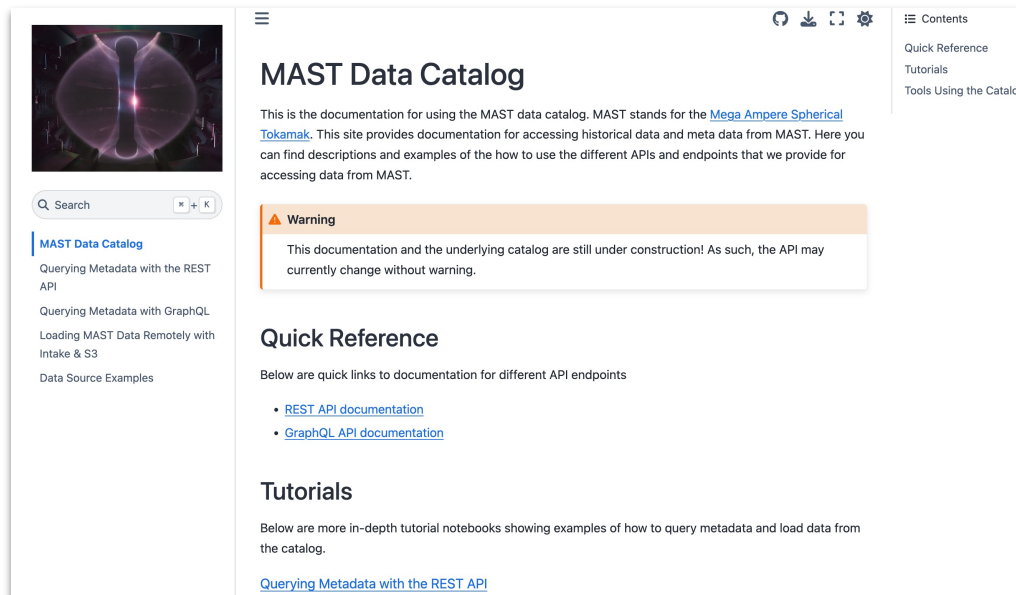 Search
⌘ + K
MAST Data Catalog
Querying Metadata with the REST
API
Querying Metadata with GraphQL
Loading MAST Data Remotely with
Intake & S3
Data Source Examples
MAST Data Catalog
This is the documentation for using the MAST data catalog. MAST stands for the Mega Ampere Spherical
Tokamak. This site provides documentation for accessing historical data and meta data from MAST. Here you
can find descriptions and examples of the how to use the different APIs and endpoints that we provide for
accessing data from MAST.
Warning
This documentation and the underlying catalog are still under construction! As such, the API may
currently change without warning.
Quick Reference
Below are quick links to documentation for different API endpoints
• REST API documentation
• GraphQL API documentation
Tutorials
Below are more in-depth tutorial notebooks showing examples of how to query metadata and load data from
the catalog.
Querying Metadata with the REST API
Contents
Quick Reference
Tutorials
Tools Using the Catalo